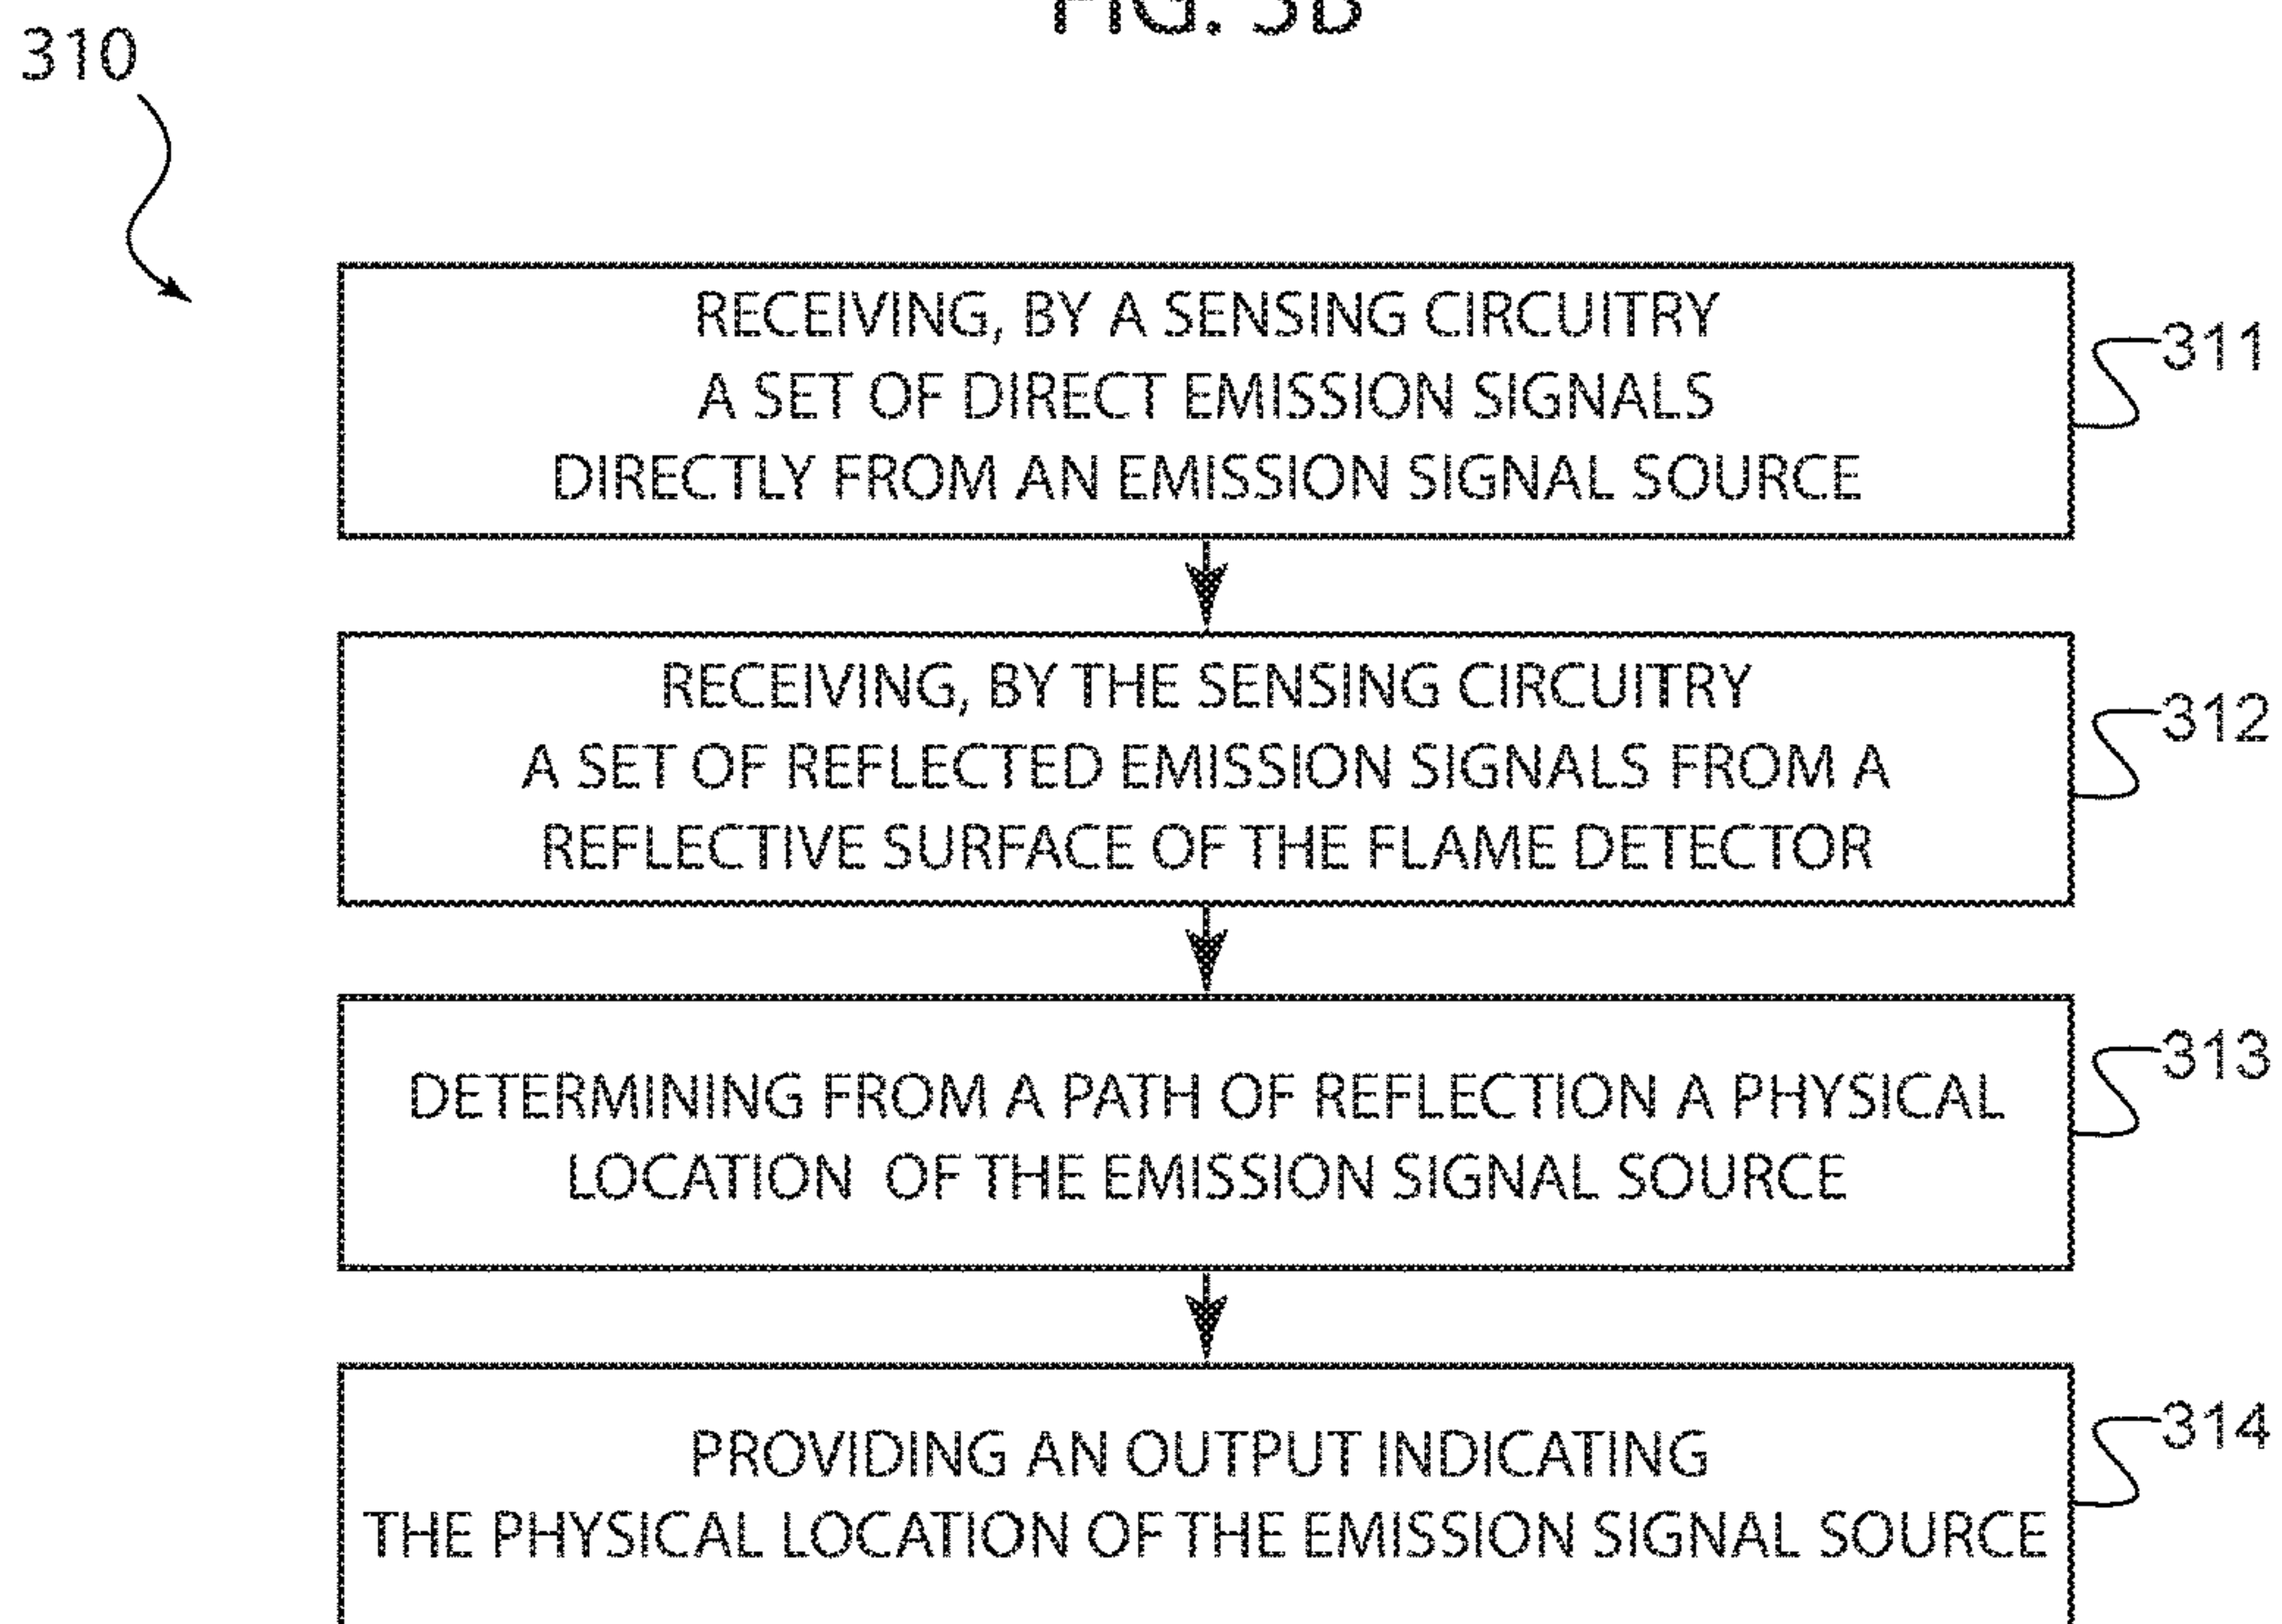 FIG. 3B
310
RECEIVING, BY A SENSING CIRCUITRY
A SET OF DIRECT EMISSION SIGNALS
DIRECTLY FROM AN EMISSION SIGNAL SOURCE
311
RECEIVING, BY THE SENSING CIRCUITRY
A SET OF REFLECTED EMISSION SIGNALS FROM A
REFLECTIVE SURFACE OF THE FLAME DETECTOR
312
DETERMINING FROM A PATH OF REFLECTION A PHYSICAL
LOCATION OF THE EMISSION SIGNAL SOURCE
313
PROVIDING AN OUTPUT INDICATING
THE PHYSICAL LOCATION OF THE EMISSION SIGNAL SOURCE
314